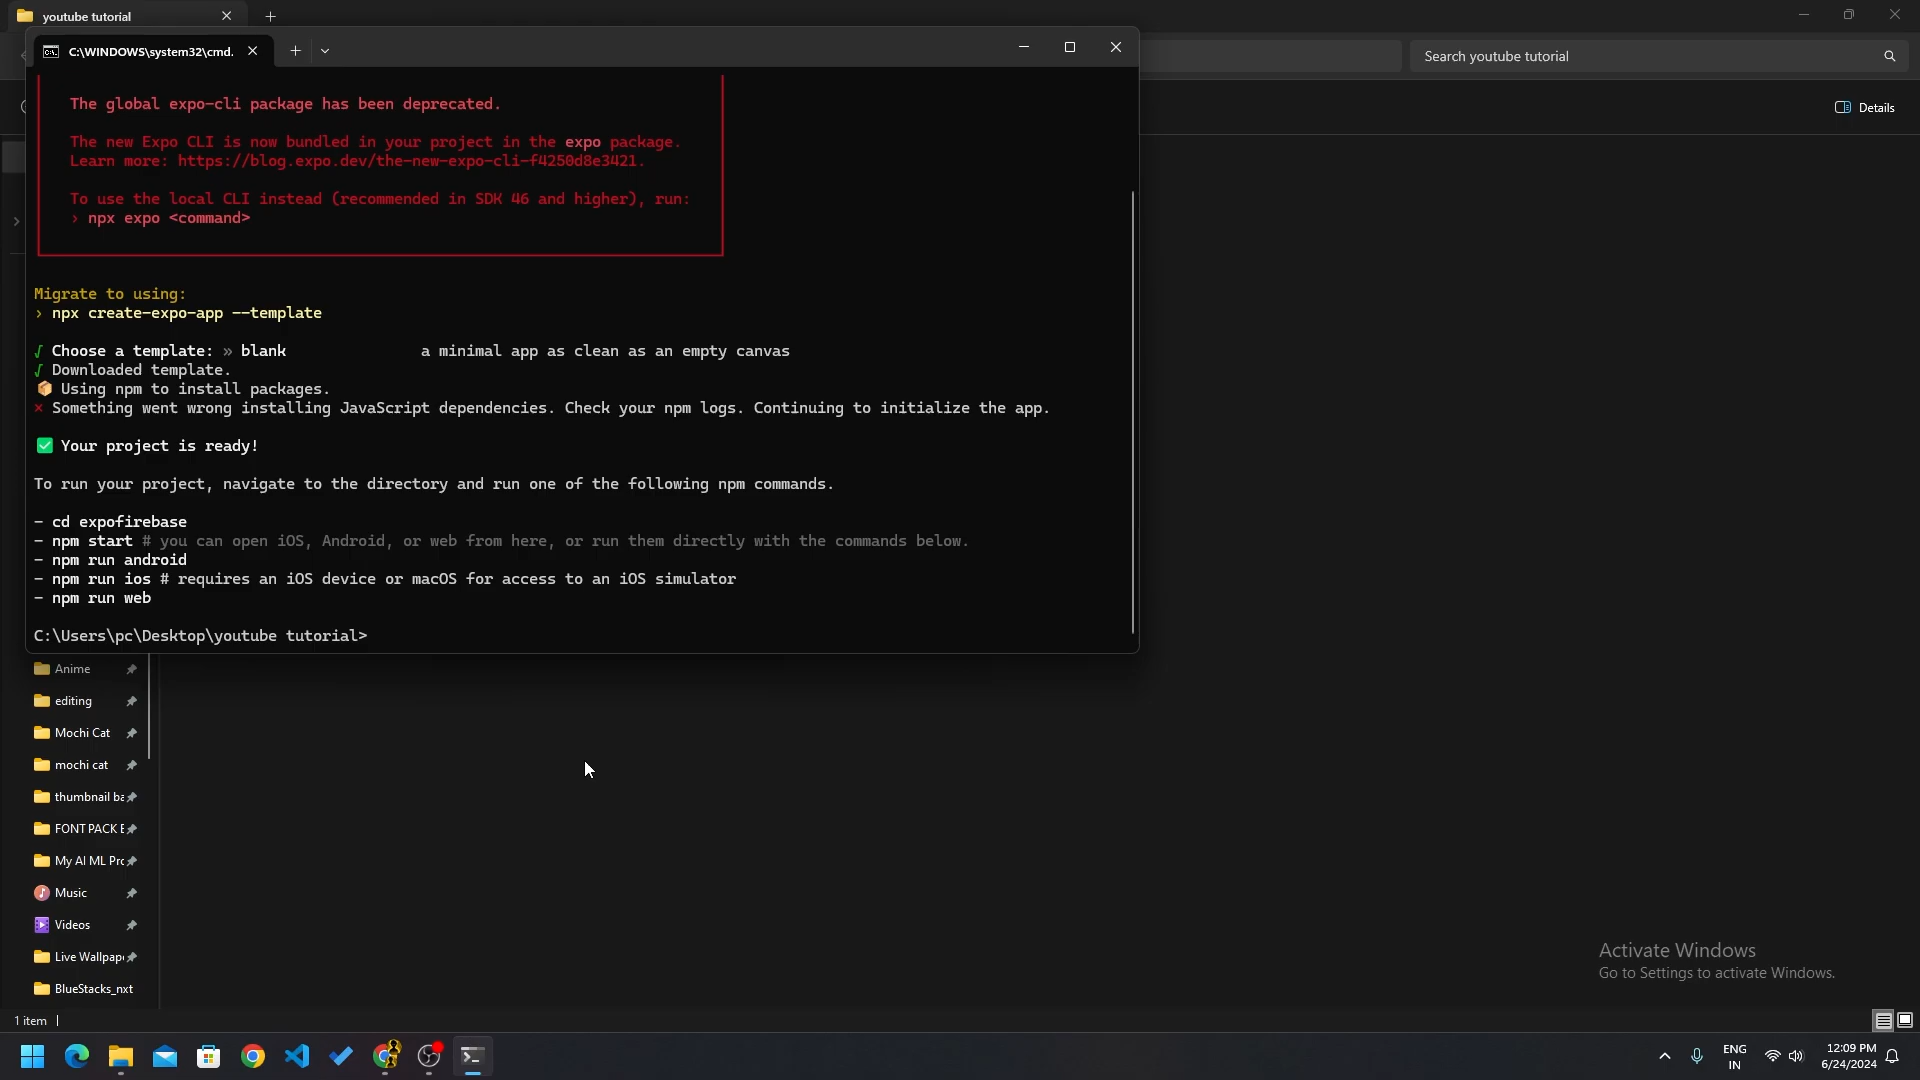 youtube tutorial
C:\WINDOWS\system32\cmd.
Search youtube tutorial
Details
The global expo-cli package has been deprecated.
The new Expo CLI is now bundled in your project in the expo package.
Learn more: https://blog.expo.dev/the-new-expo-cli-f4250d8e3421.
To use the local CLI instead (recommended in SDK 46 and higher), run:
› npx expo <command>
Migrate to using:
› npx create-expo-app --template
√ Choose a template: » blank a minimal app as clean as an empty canvas
√ Downloaded template.
📦 Using npm to install packages.
× Something went wrong installing JavaScript dependencies. Check your npm logs. Continuing to initialize the app.
✅ Your project is ready!
To run your project, navigate to the directory and run one of the following npm commands.
- cd expofirebase
- npm start # you can open iOS, Android, or web from here, or run them directly with the commands below.
- npm run android
- npm run ios # requires an iOS device or macOS for access to an iOS simulator
- npm run web
C:\Users\pc\Desktop\youtube tutorial>
Anime
editing
Mochi Cat
mochi cat
thumbnail ba
FONT PACK E
My AI ML Pro
Music
Videos
Live Wallpape
BlueStacks_nxt
Activate Windows
Go to Settings to activate Windows.
1 item
ENG
IN
12:09 PM
6/24/2024